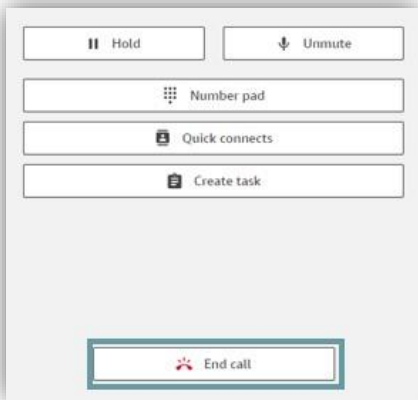 Hold
Unmute
Number pad
Quick connects
Create task
End call